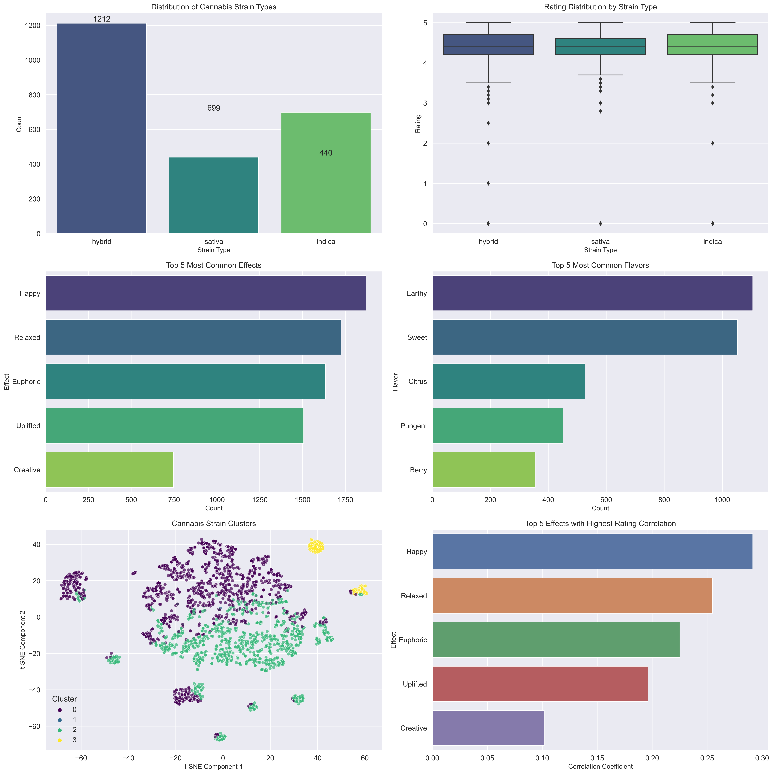 Distribution of Cannabis Strain Types
Count
1200
1000
800
600
400
200
0
1212
699
440
hybrid
sativa
indica
Strain Type
Rating Distribution by Strain Type
Rating
5
4
3
2
1
0
hybrid
sativa
indica
Strain Type
Top 5 Most Common Effects
Effect
Happy
Relaxed
Euphoric
Uplifted
Creative
0
250
500
750
1000
1250
1500
1750
Count
Top 5 Most Common Flavors
Flavor
Earthy
Sweet
Citrus
Pungent
Berry
0
200
400
600
800
1000
Count
Cannabis Strain Clusters
t-SNE Component 2
40
20
0
−20
−40
−60
Cluster
0
1
2
3
−60
−40
−20
0
20
40
60
t-SNE Component 1
Top 5 Effects with Highest Rating Correlation
Effect
Happy
Relaxed
Euphoric
Uplifted
Creative
0.00
0.05
0.10
0.15
0.20
0.25
0.30
Correlation Coefficient